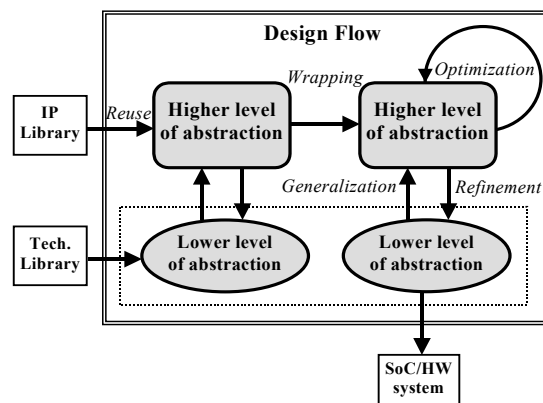 Design Flow
Wrapping
Optimization
IP
Library
Reuse
Higher level
of abstraction
Higher level
of abstraction
Generalization
Refinement
Tech.
Library
Lower level
of abstraction
Lower level
of abstraction
SoC/HW
system